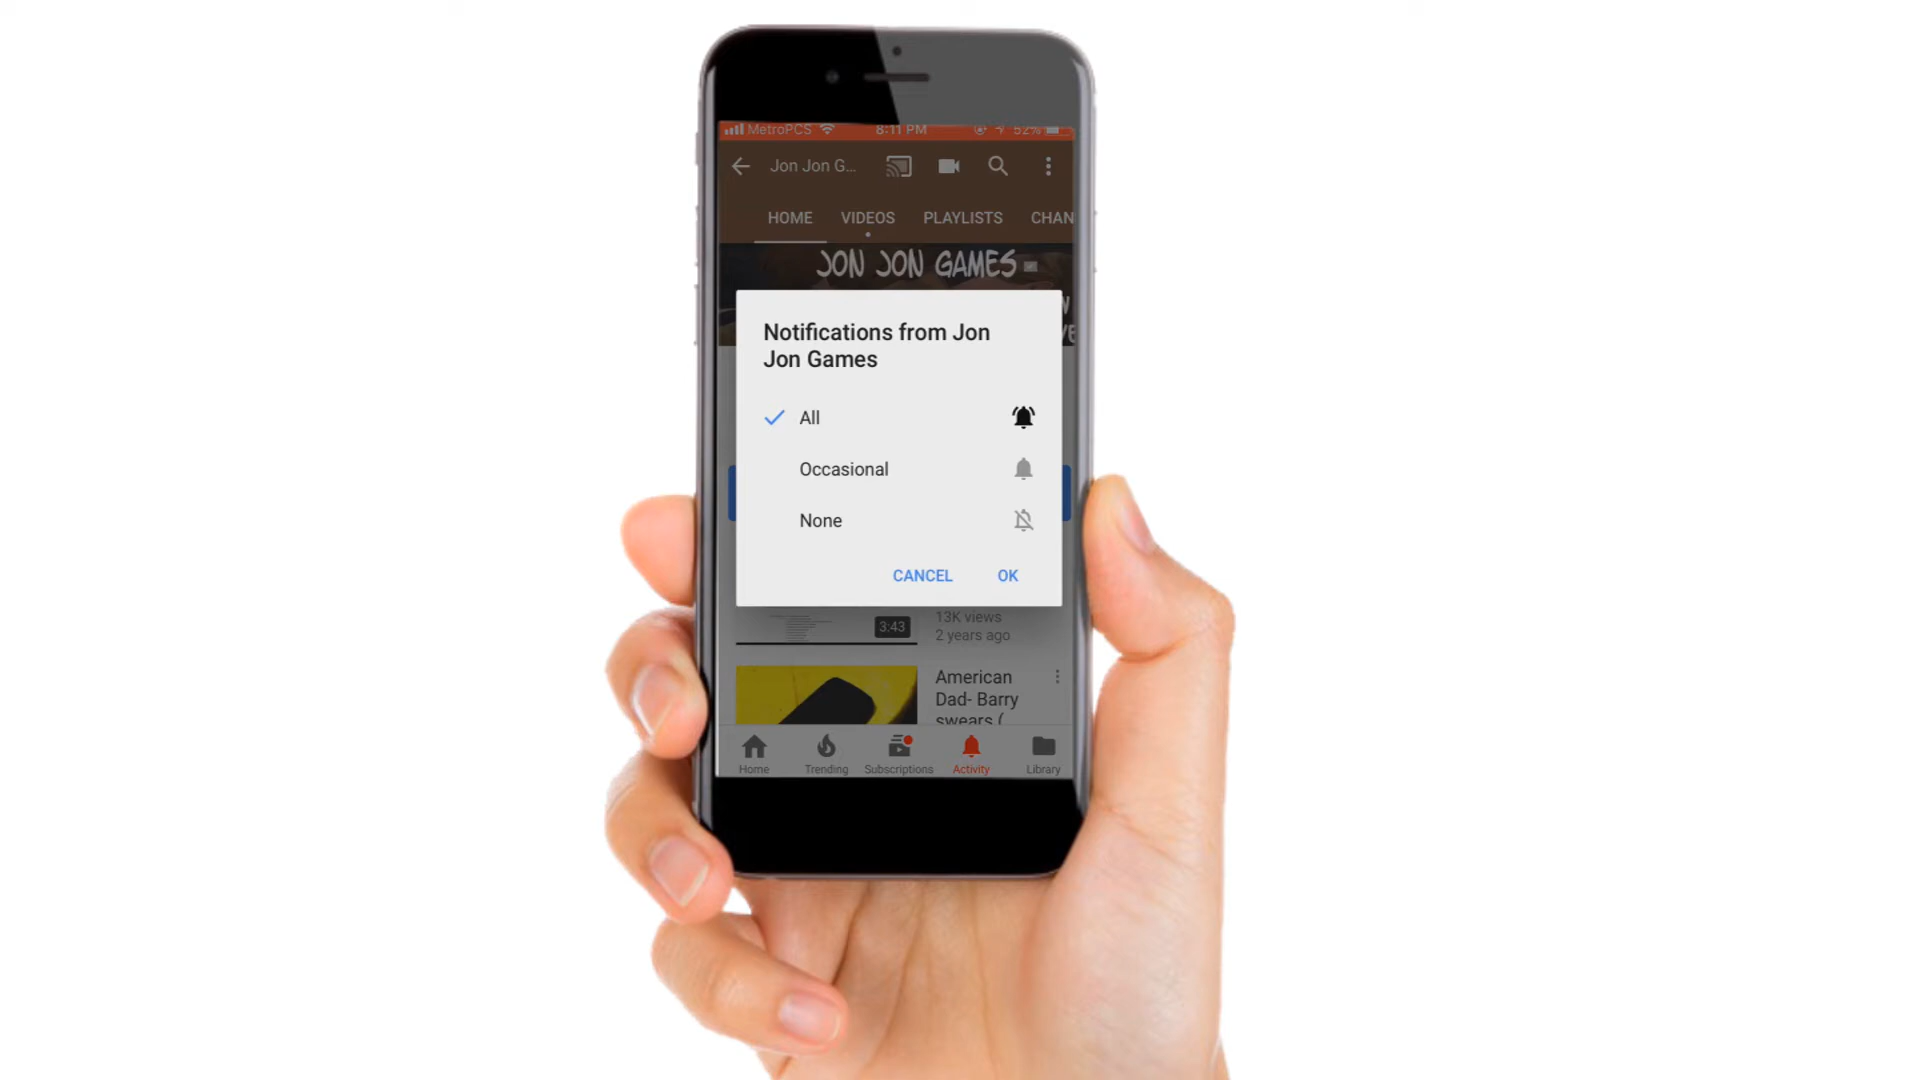 MetroPCS 8:11 PM 52%
Jon Jon G...
HOME VIDEOS PLAYLISTS CHAN
JON JON GAMES
Notifications from Jon
Jon Games
All
Occasional
None
CANCEL OK
3:43
13K views
2 years ago
American
Dad- Barry
swears (
Home Trending Subscriptions Activity Library